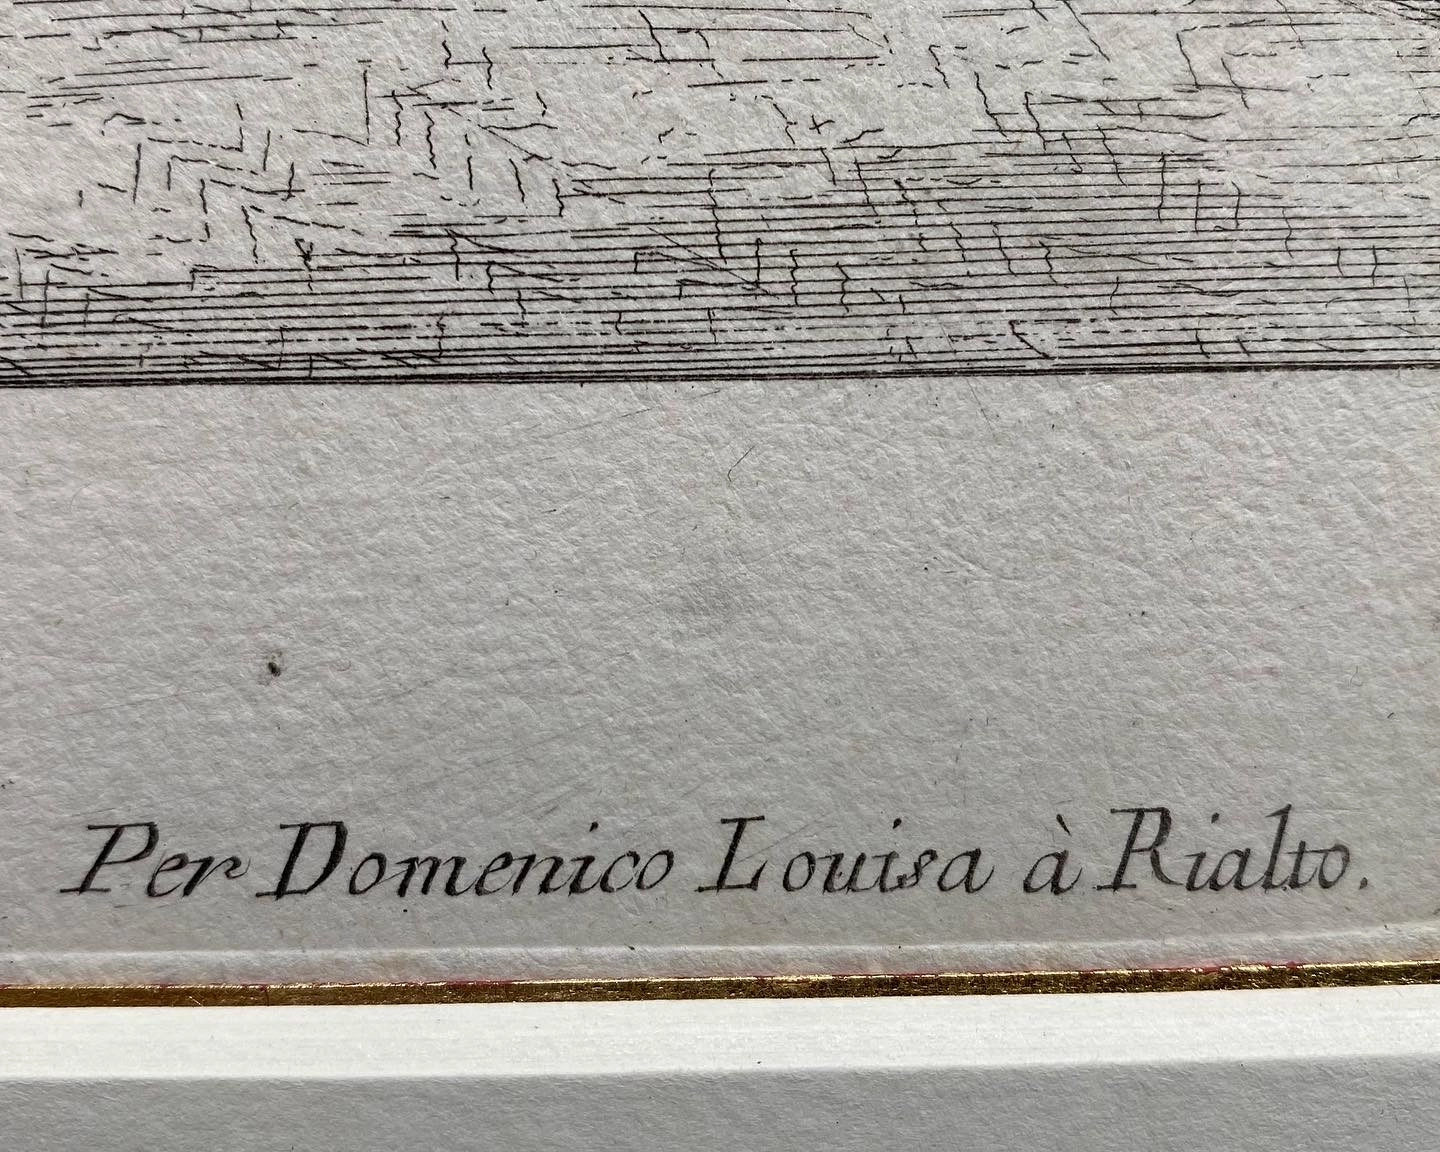 Per Domenico Louisa à Rialto.